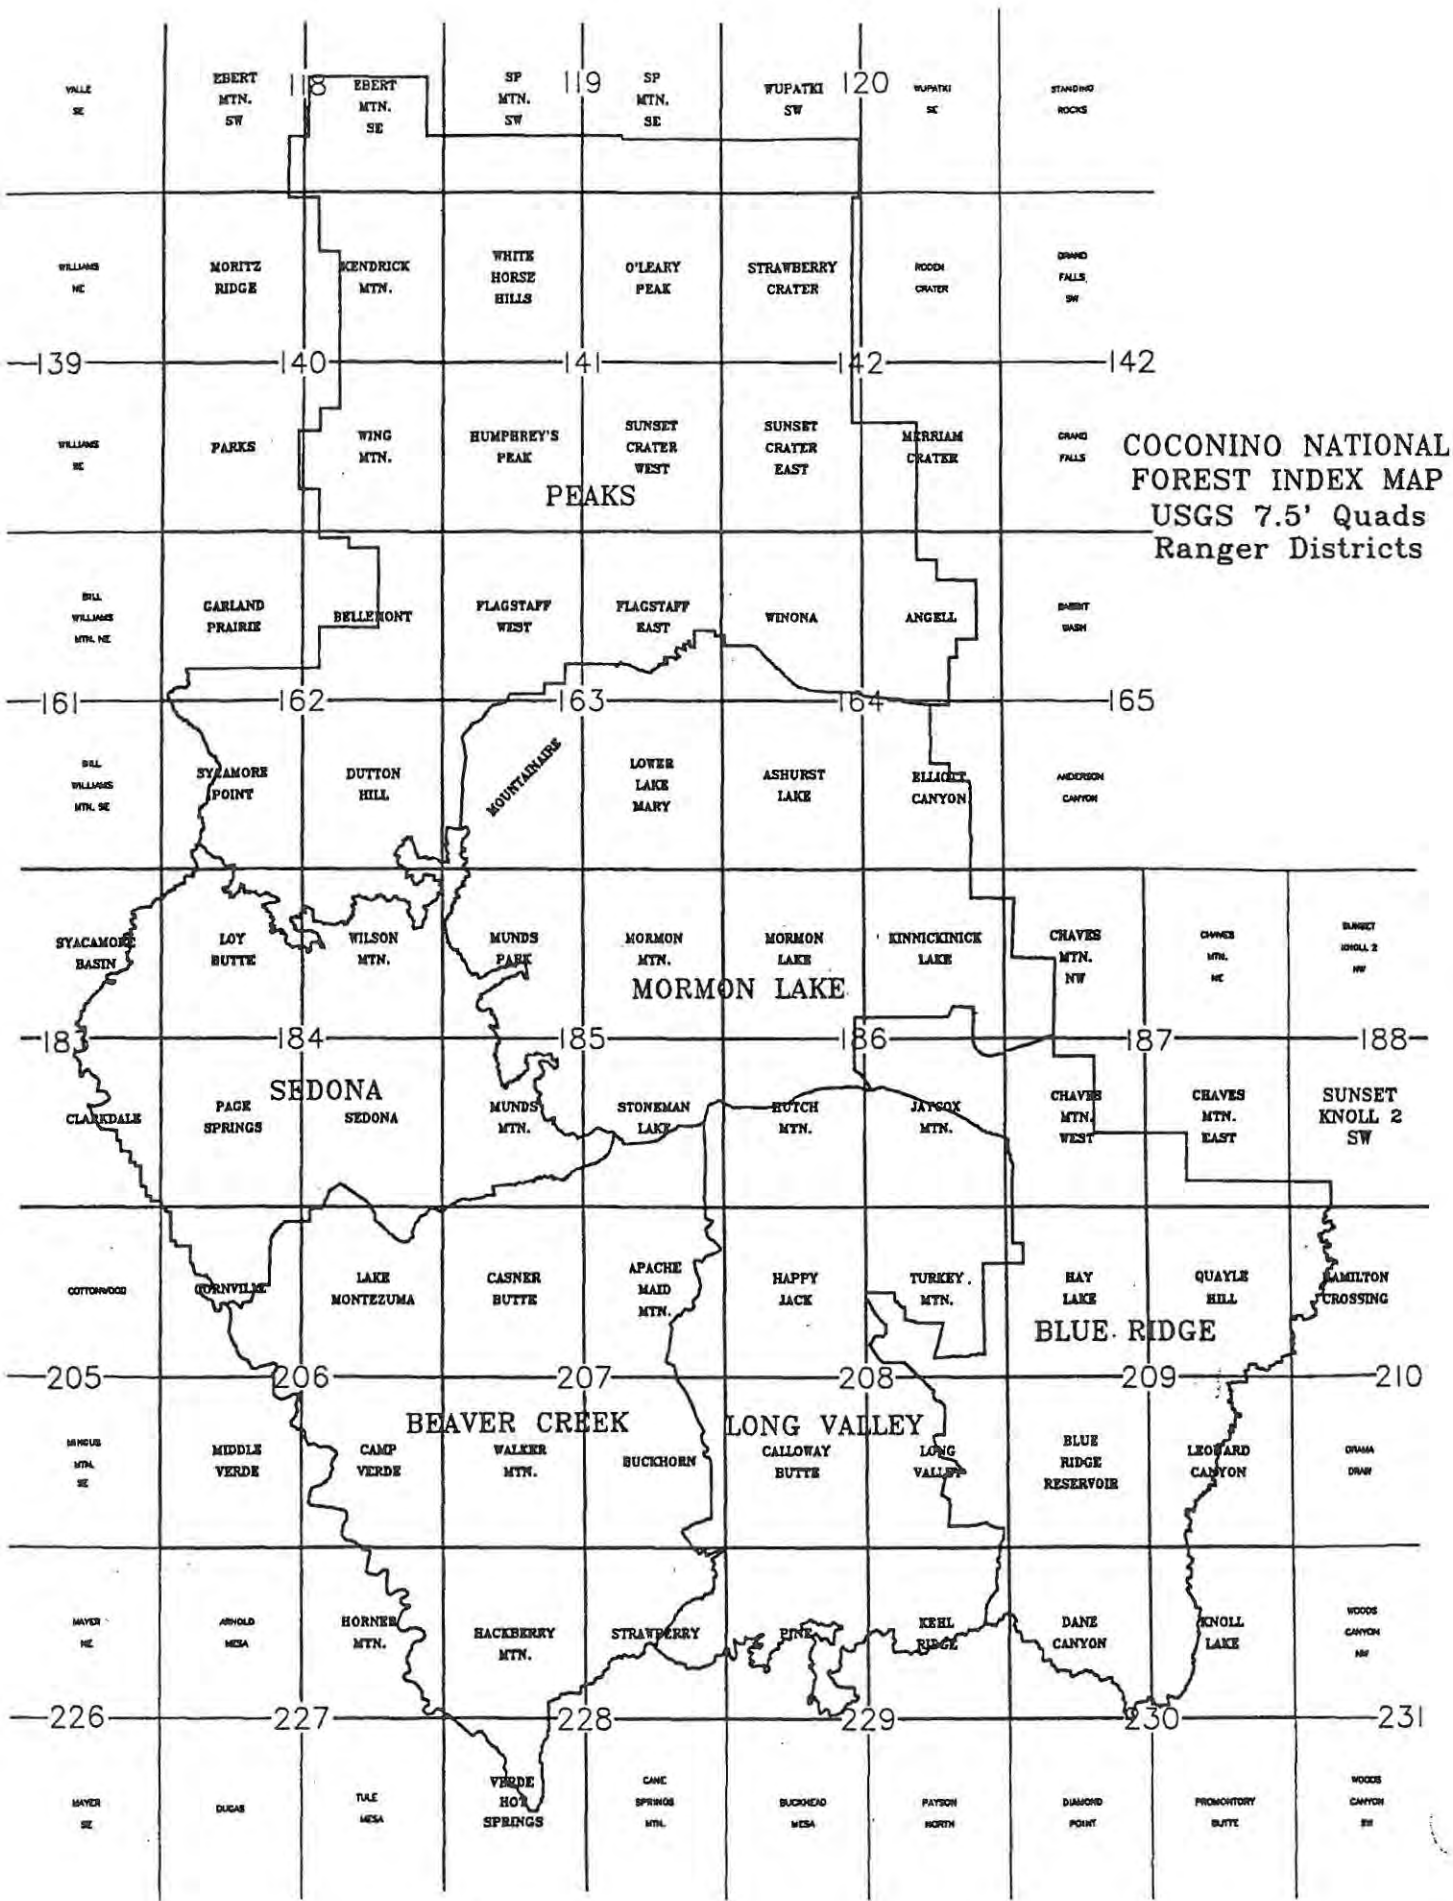 VALLE
SE
EBERT
MTN.
SW
118
EBERT
MTN.
SE
SP
MTN.
SW
119
SP
MTN.
SE
WUPATKI
SW
120
WUPATKI
SE
STANDING
ROCKS
WILLIAMS
NE
MORITZ
RIDGE
KENDRICK
MTN.
WHITE
HORSE
HILLS
O'LEARY
PEAK
STRAWBERRY
CRATER
RODEN
CRATER
GRAND
FALLS
SW
139
140
141
142
142
WILLIAMS
SE
PARKS
WING
MTN.
HUMPHREY'S
PEAK
SUNSET
CRATER
WEST
SUNSET
CRATER
EAST
MERRIAM
CRATER
GRAND
FALLS
COCONINO NATIONAL
FOREST INDEX MAP
USGS 7.5' Quads
Ranger Districts
PEAKS
BILL
WILLIAMS
MTN. NE
GARLAND
PRAIRIE
BELLEMONT
FLAGSTAFF
WEST
FLAGSTAFF
EAST
WINONA
ANGELL
RABBIT
WASH
161
162
163
164
165
BILL
WILLIAMS
MTN. SE
SYCAMORE
POINT
DUTTON
HILL
MOUNTAINAIRE
LOWER
LAKE
MARY
ASHURST
LAKE
ELLIOTT
CANYON
ANDERSON
CANYON
SYACAMORE
BASIN
LOY
BUTTE
WILSON
MTN.
MUNDS
PARK
MORMON
MTN.
MORMON
LAKE
KINNICKINICK
LAKE
CHAVES
MTN.
NW
CHAVES
MTN.
NE
SUNSET
KNOLL 2
NW
MORMON LAKE
183
184
185
186
187
188
SEDONA
CLARKDALE
PAGE
SPRINGS
SEDONA
MUNDS
MTN.
STONEMAN
LAKE
HUTCH
MTN.
JAYCOX
MTN.
CHAVES
MTN.
WEST
CHAVES
MTN.
EAST
SUNSET
KNOLL 2
SW
COTTONWOOD
CORNVILLE
LAKE
MONTEZUMA
CASNER
BUTTE
APACHE
MAID
MTN.
HAPPY
JACK
TURKEY
MTN.
HAY
LAKE
QUAYLE
HILL
HAMILTON
CROSSING
BLUE RIDGE
205
206
207
208
209
210
BEAVER CREEK
LONG VALLEY
MINGUS
MTN.
SE
MIDDLE
VERDE
CAMP
VERDE
WALKER
MTN.
BUCKHORN
CALLOWAY
BUTTE
LONG
VALLEY
BLUE
RIDGE
RESERVOIR
LEONARD
CANYON
DRAMA
DRAW
MAYER
NE
ARNOLD
MESA
HORNER
MTN.
HACKBERRY
MTN.
STRAWBERRY
PINE
KEHL
RIDGE
DANE
CANYON
KNOLL
LAKE
WOODS
CANYON
NW
226
227
228
229
230
231
MAYER
SE
DUGAS
TULE
MESA
VERDE
HOT
SPRINGS
CANE
SPRINGS
MTN.
BUCKHEAD
MESA
PAYSON
NORTH
DIAMOND
POINT
PROMONTORY
BUTTE
WOODS
CANYON
SW